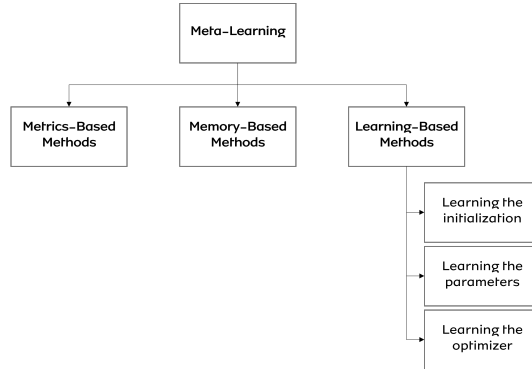 Meta-Learning
Metrics-Based
Methods
Memory-Based
Methods
Learning-Based
Methods
Learning the
initialization
Learning the
parameters
Learning the
optimizer